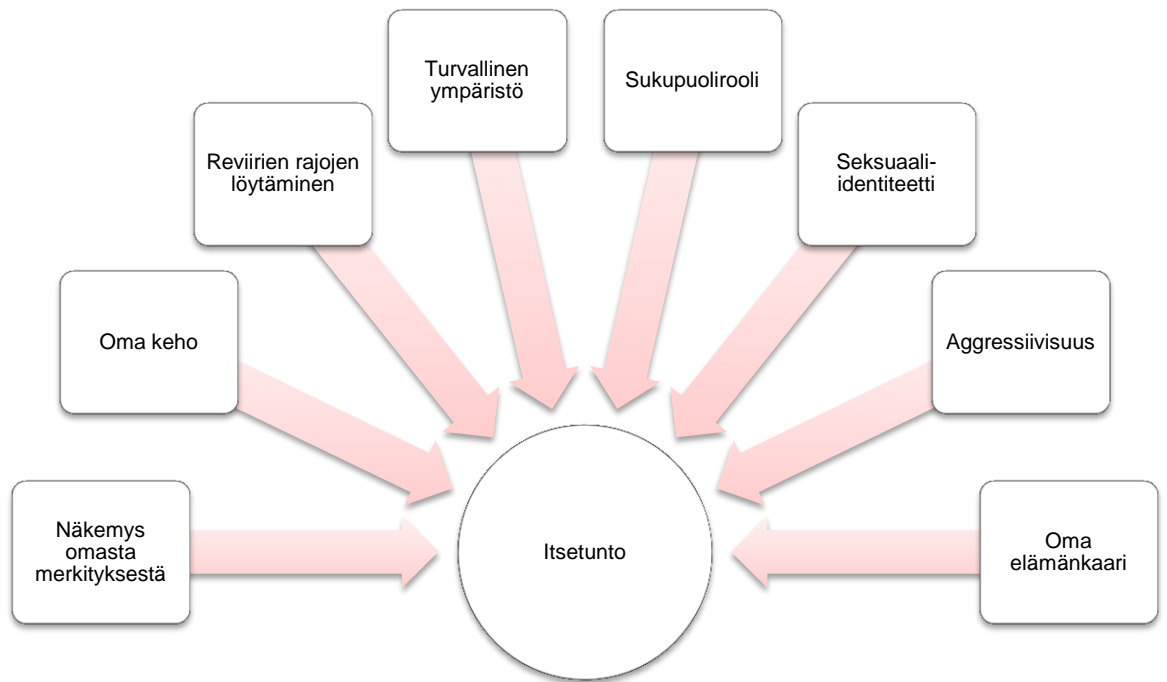 Turvallinen
ympäristö
Sukupuolirooli
Reviirien rajojen
löytäminen
Seksuaali-
identiteetti
Oma keho
Aggressiivisuus
Näkemys
omasta
merkityksestä
Itsetunto
Oma
elämänkaari